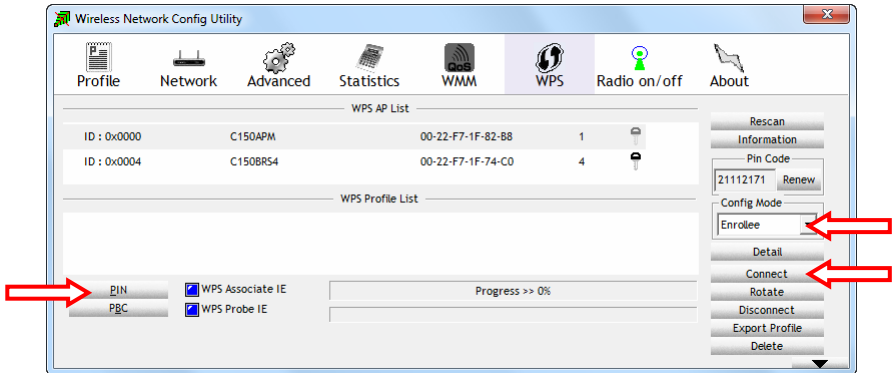 Wireless Network Config Utility
Profile Network Advanced Statistics QoS WMM WPS Radio on/off About
WPS AP List
ID : 0x0000 C150APM 00-22-F7-1F-82-B8 1
ID : 0x0004 C150BRS4 00-22-F7-1F-74-C0 4
WPS Profile List
Rescan
Information
Pin Code
21112171 Renew
Config Mode
Enrollee
Detail
Connect
Rotate
Disconnect
Export Profile
Delete
PIN WPS Associate IE Progress >> 0%
PBC WPS Probe IE